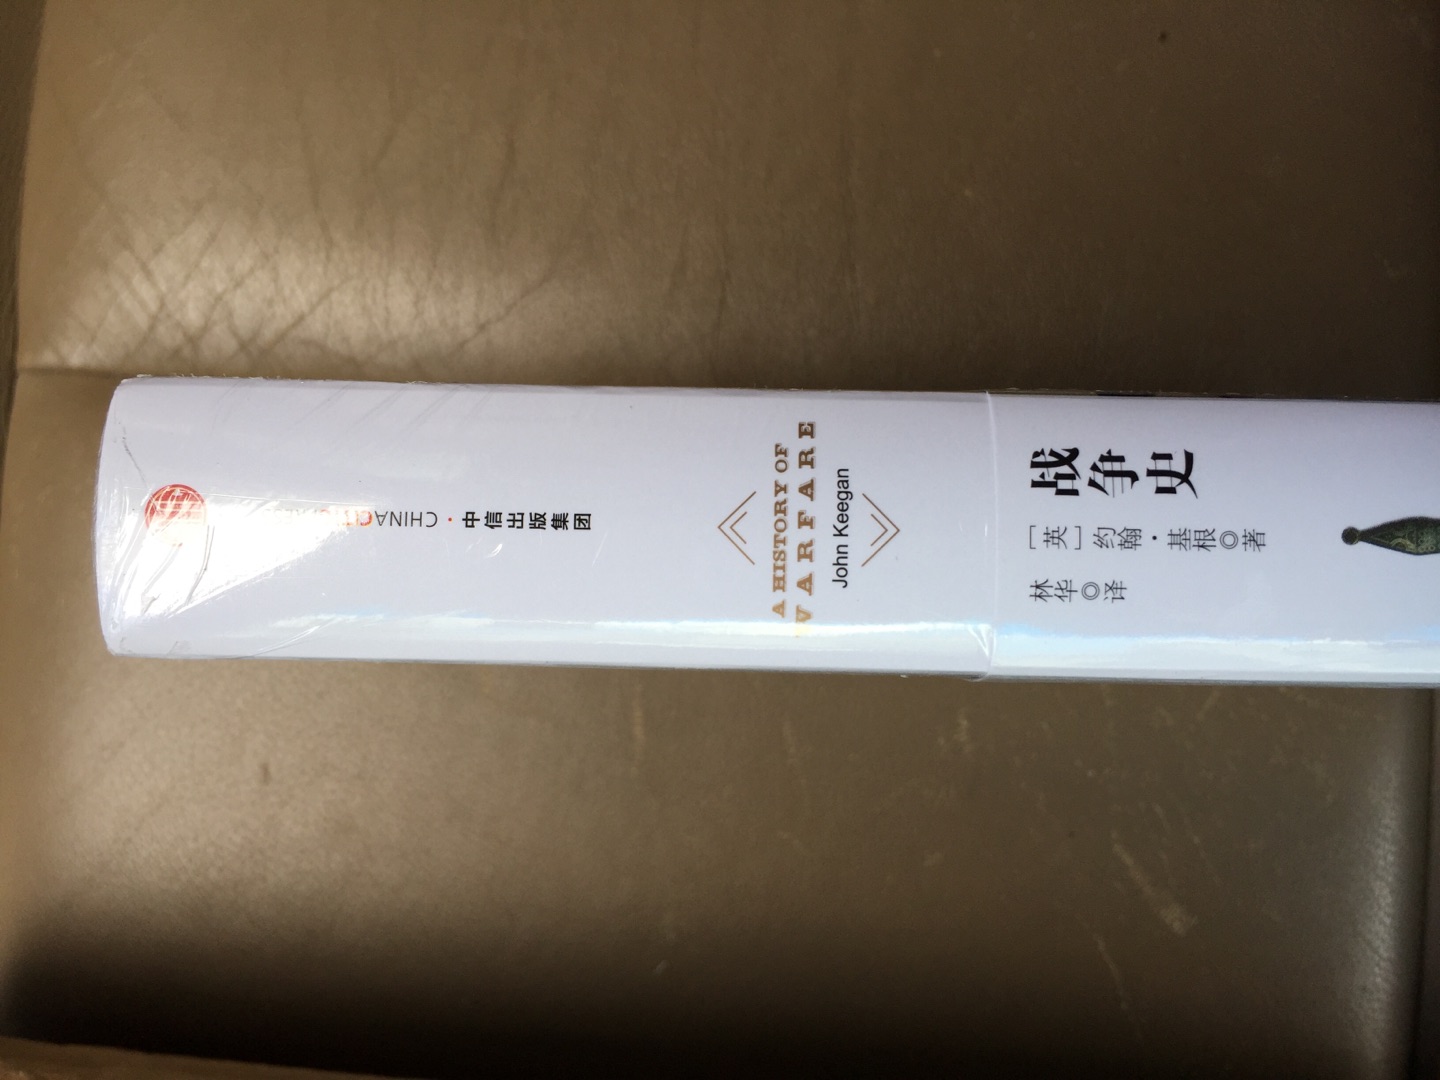 战争史
[英]约翰·基根◎著
林华◎译
A HISTORY OF
WARFARE
John Keegan
中信出版集团·CHINA